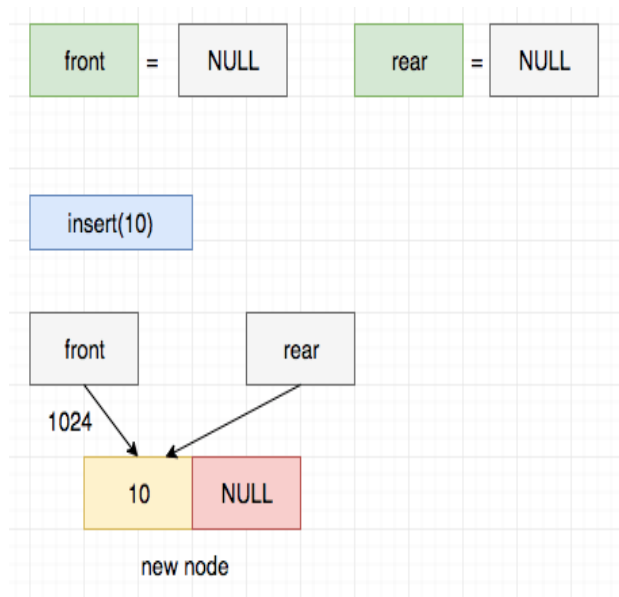 front = NULL rear = NULL
insert(10)
front rear
1024
10 NULL
new node